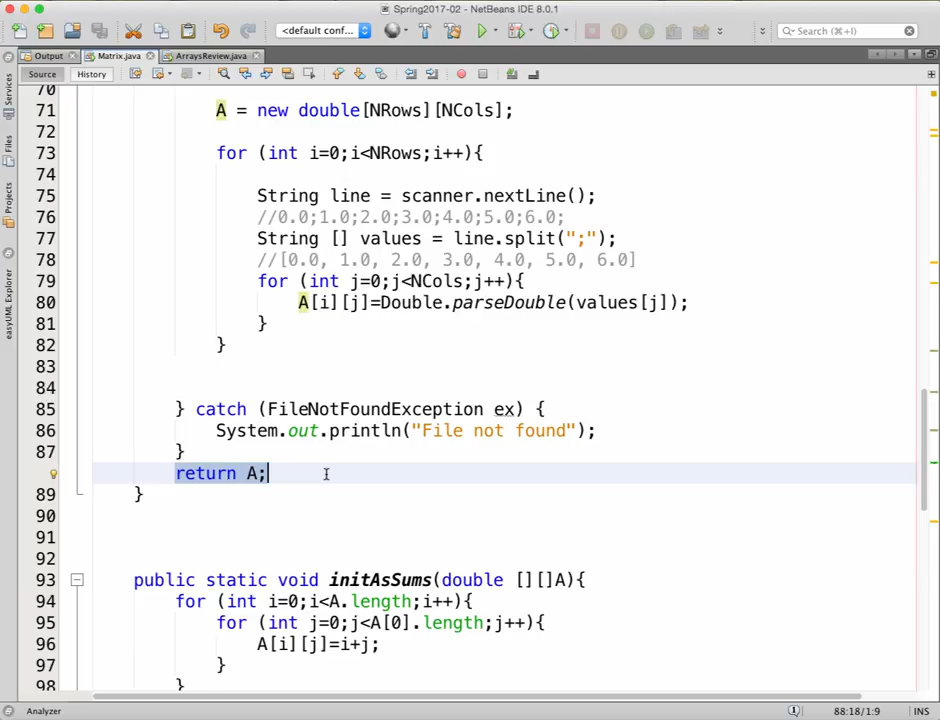 Spring2017-02 - NetBeans IDE 8.0.1
<default conf...
Search (⌘+I)
Output
Matrix.java
ArraysReview.java
Source
History
Services
Files
Projects
easyUML Explorer
70
71 A = new double[NRows][NCols];
72
73 for (int i=0;i<NRows;i++){
74
75 String line = scanner.nextLine();
76 //0.0;1.0;2.0;3.0;4.0;5.0;6.0;
77 String [] values = line.split(";");
78 //[0.0, 1.0, 2.0, 3.0, 4.0, 5.0, 6.0]
79 for (int j=0;j<NCols;j++){
80 A[i][j]=Double.parseDouble(values[j]);
81 }
82 }
83
84
85 } catch (FileNotFoundException ex) {
86 System.out.println("File not found");
87 }
return A;
89 }
90
91
92
93 public static void initAsSums(double [][]A){
94 for (int i=0;i<A.length;i++){
95 for (int j=0;j<A[0].length;j++){
96 A[i][j]=i+j;
97 }
98 }
Analyzer
88:18/1:9
INS